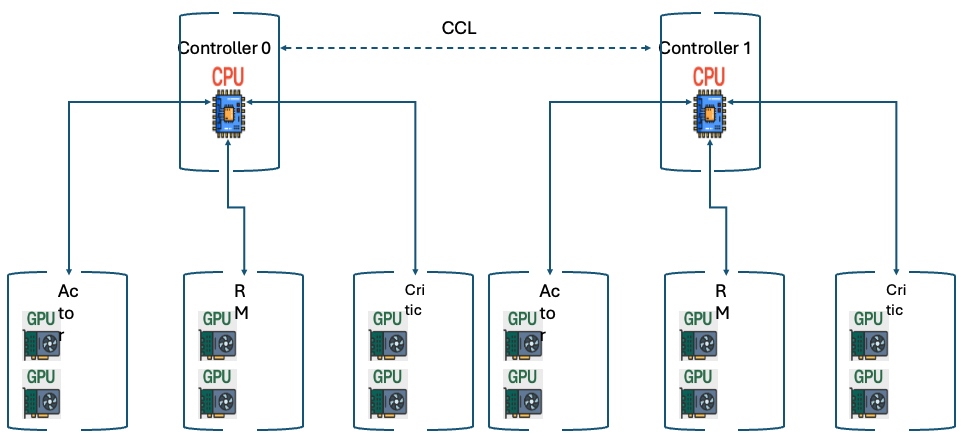 CCL
Controller 0
Controller 1
CPU
CPU
Ac
to
r
R
M
Cri
tic
Ac
to
r
R
M
Cri
tic
GPU
GPU
GPU
GPU
GPU
GPU
GPU
GPU
GPU
GPU
GPU
GPU